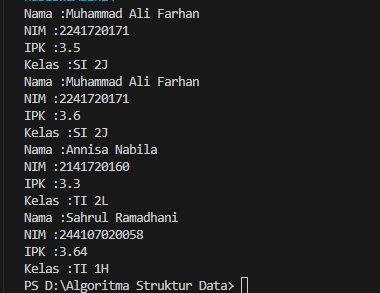 Nama :Muhammad Ali Farhan
NIM :2241720171
IPK :3.5
Kelas :SI 2J
Nama :Muhammad Ali Farhan
NIM :2241720171
IPK :3.6
Kelas :SI 2J
Nama :Annisa Nabila
NIM :2141720160
IPK :3.3
Kelas :TI 2L
Nama :Sahrul Ramadhani
NIM :244107020058
IPK :3.64
Kelas :TI 1H
PS D:\Algoritma Struktur Data>